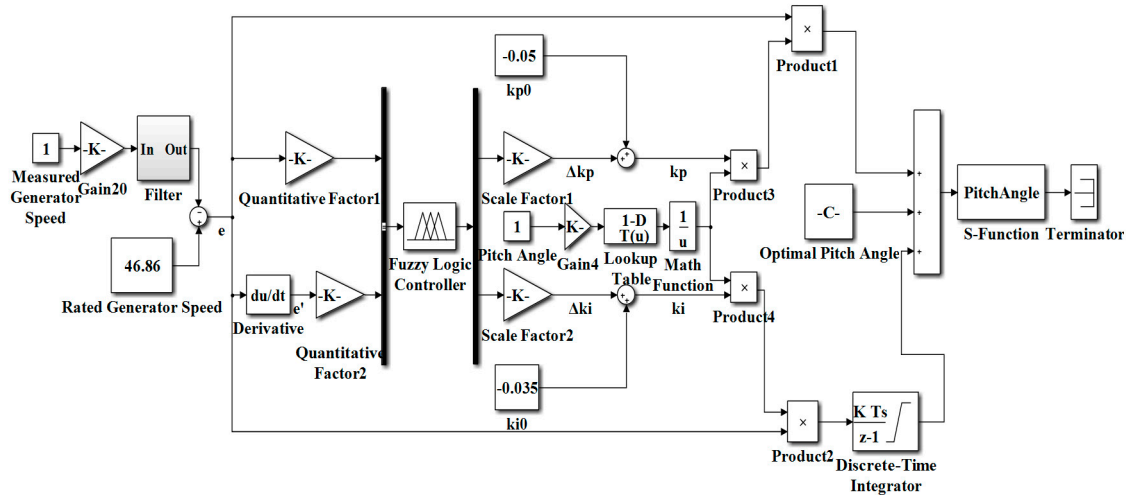 -0.05
kp0
×
Product1
1
Measured
Generator
Speed
-K-
Gain20
In Out
Filter
-K-
Quantitative Factor1
-K-
Scale Factor1
Δkp
+
+
kp
×
Product3
-
+
e
46.86
Rated Generator Speed
du/dt
Derivative
e'
-K-
Quantitative
Factor2
Fuzzy Logic
Controller
1
Pitch Angle
K-
Gain4
1-D
T(u)
Lookup
Table
1
u
Math
Function
-K-
Scale Factor2
Δki
+
+
ki
×
Product4
-0.035
ki0
×
Product2
K Ts
z-1
Discrete-Time
Integrator
-C-
Optimal Pitch Angle
+
+
+
PitchAngle
S-Function
Terminator